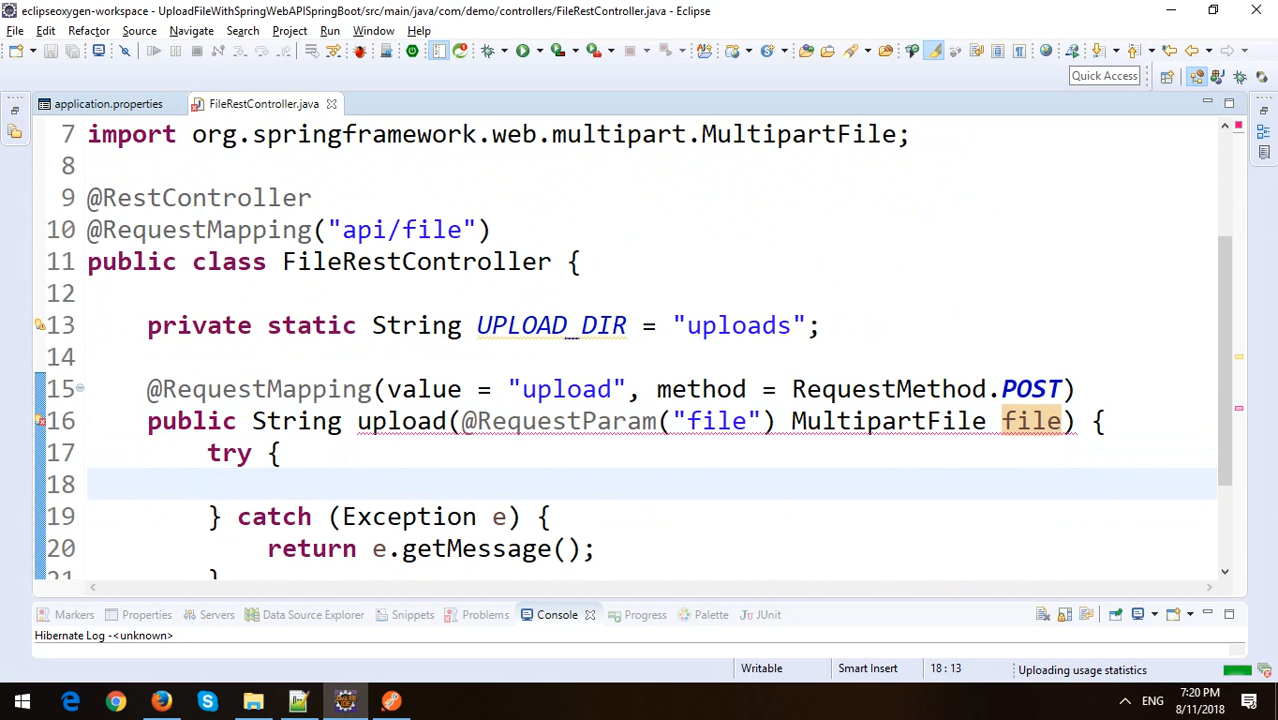 eclipseoxygen-workspace - UploadFileWithSpringWebAPISpringBoot/src/main/java/com/demo/controllers/FileRestController.java - Eclipse
File Edit Refactor Source Navigate Search Project Run Window Help
Quick Access
application.properties FileRestController.java
7 import org.springframework.web.multipart.MultipartFile;
8
9 @RestController
10 @RequestMapping("api/file")
11 public class FileRestController {
12
13 private static String UPLOAD_DIR = "uploads";
14
15 @RequestMapping(value = "upload", method = RequestMethod.POST)
16 public String upload(@RequestParam("file") MultipartFile file) {
17 try {
18
19 } catch (Exception e) {
20 return e.getMessage();
21 }
Markers Properties Servers Data Source Explorer Snippets Problems Console Progress Palette JUnit
Hibernate Log -<unknown>
Writable Smart Insert 18 : 13 Uploading usage statistics
ENG
7:20 PM
8/11/2018